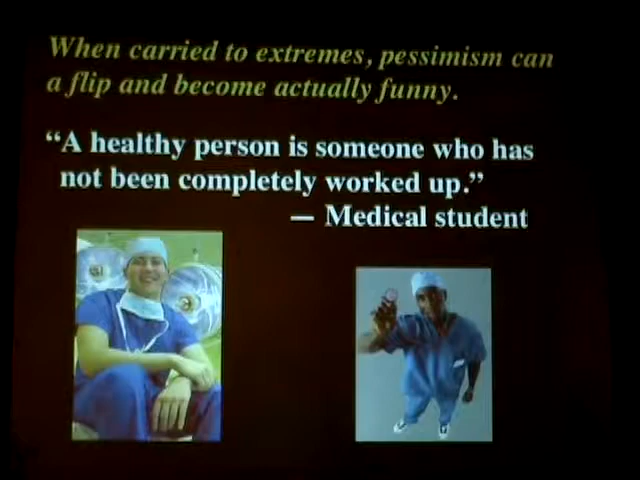 When carried to extremes, pessimism can
a flip and become actually funny.
“A healthy person is someone who has
not been completely worked up.”
— Medical student